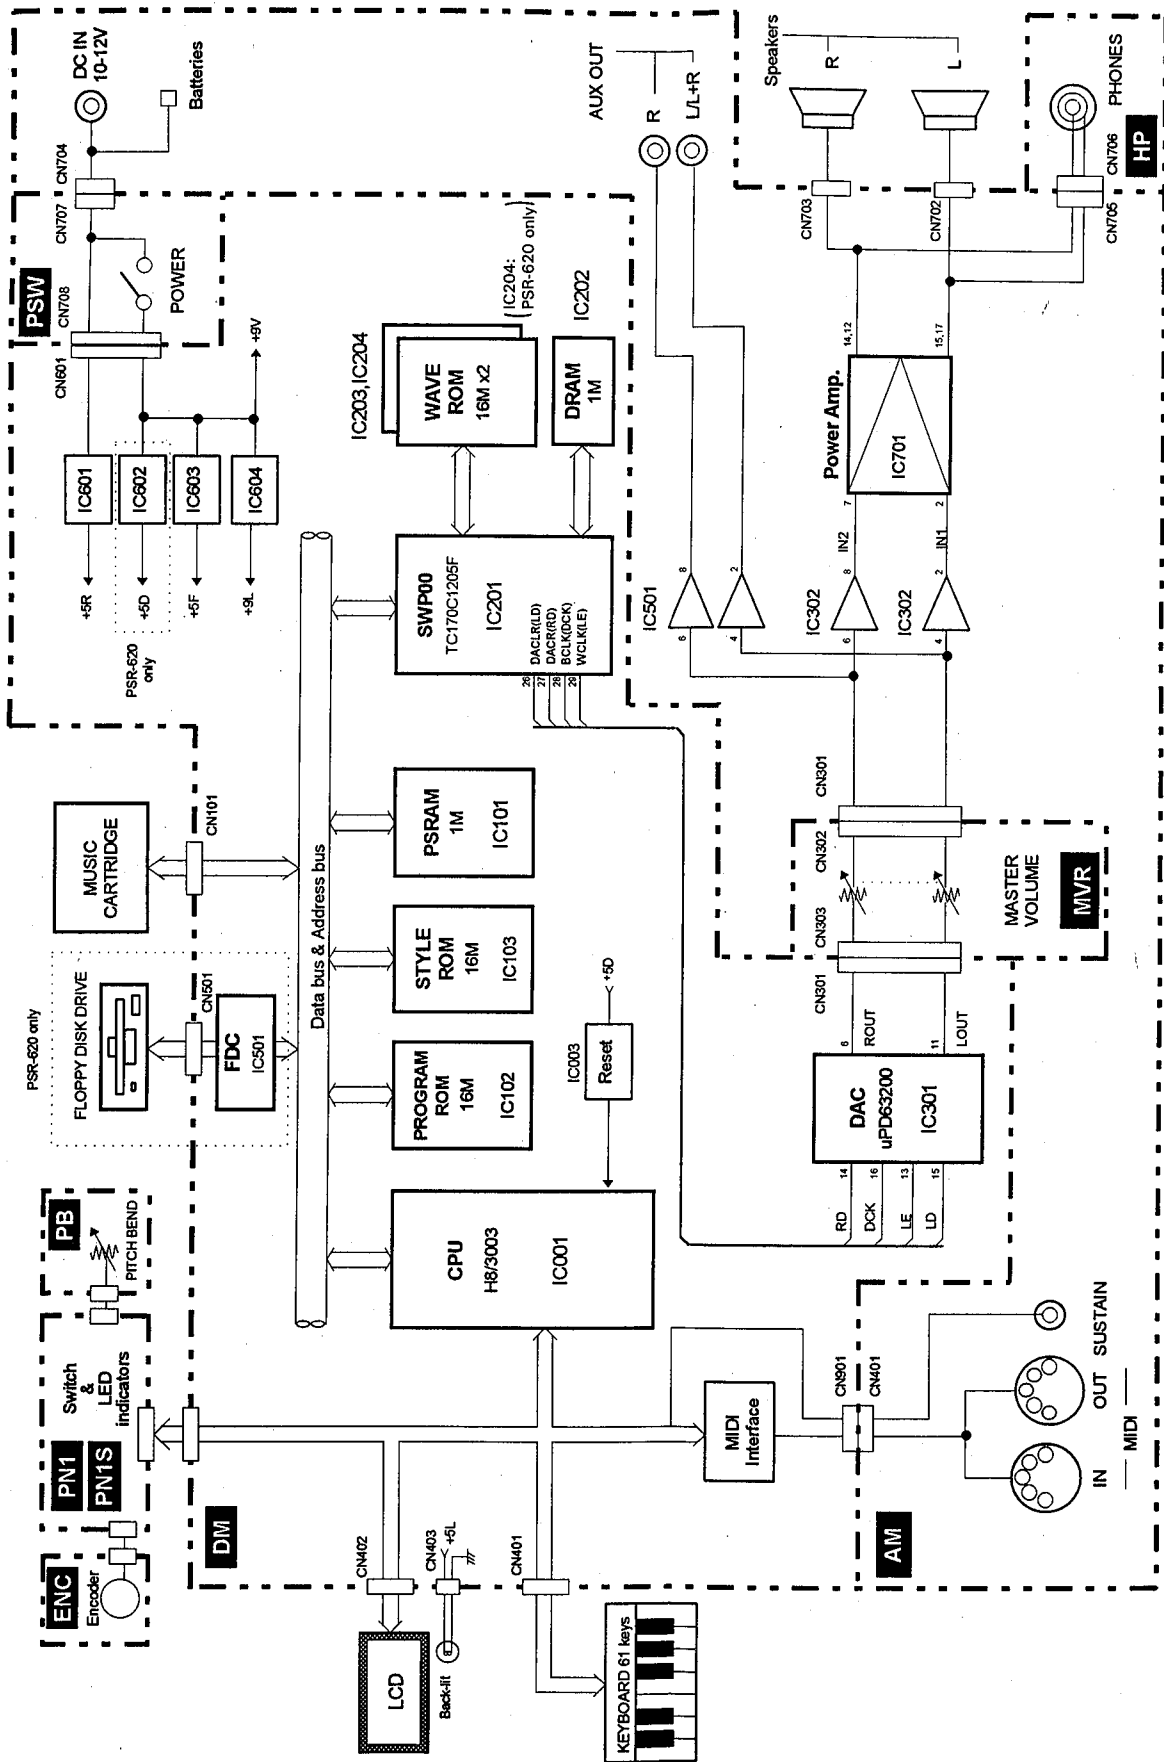 ENC
Encoder
PN1
PN1S
Switch
&
LED
indicators
PB
PITCH BEND
PSR-620 only
FLOPPY DISK DRIVE
CN501
FDC
IC501
MUSIC
CARTRIDGE
CN101
DM
LCD
CN402
Back-lit
CN403
+5L
CN401
KEYBOARD 61 keys
Data bus & Address bus
CPU
H8/3003
IC001
PROGRAM
ROM
16M
IC102
STYLE
ROM
16M
IC103
PSRAM
1M
IC101
IC003
Reset
+5D
SWP00
TC170C1205F
IC201
26
DACLR(LD)
27
DACR(RD)
28
BCLK(DCK)
29
WCLK(LE)
IC203,IC204
WAVE
ROM
16M x2
(IC204:
PSR-620 only)
DRAM
1M
IC202
+5R
IC601
PSR-620
only
+5D
IC602
+5F
IC603
+9L
IC604
+9V
CN601
CN708
PSW
POWER
CN707
CN704
DC IN
10-12V
Batteries
MIDI
Interface
CN901
CN401
AM
IN
OUT
MIDI
SUSTAIN
RD
14
DCK
16
LE
13
LD
15
DAC
uPD63200
IC301
6
ROUT
11
LOUT
CN301
CN303
CN302
CN301
MASTER
VOLUME
MVR
IC501
6
8
4
2
IC302
6
8
IN2
7
IC302
4
2
IN1
2
Power Amp.
IC701
14,12
15,17
AUX OUT
R
L/L+R
CN703
CN702
Speakers
R
L
CN705
CN706
PHONES
HP